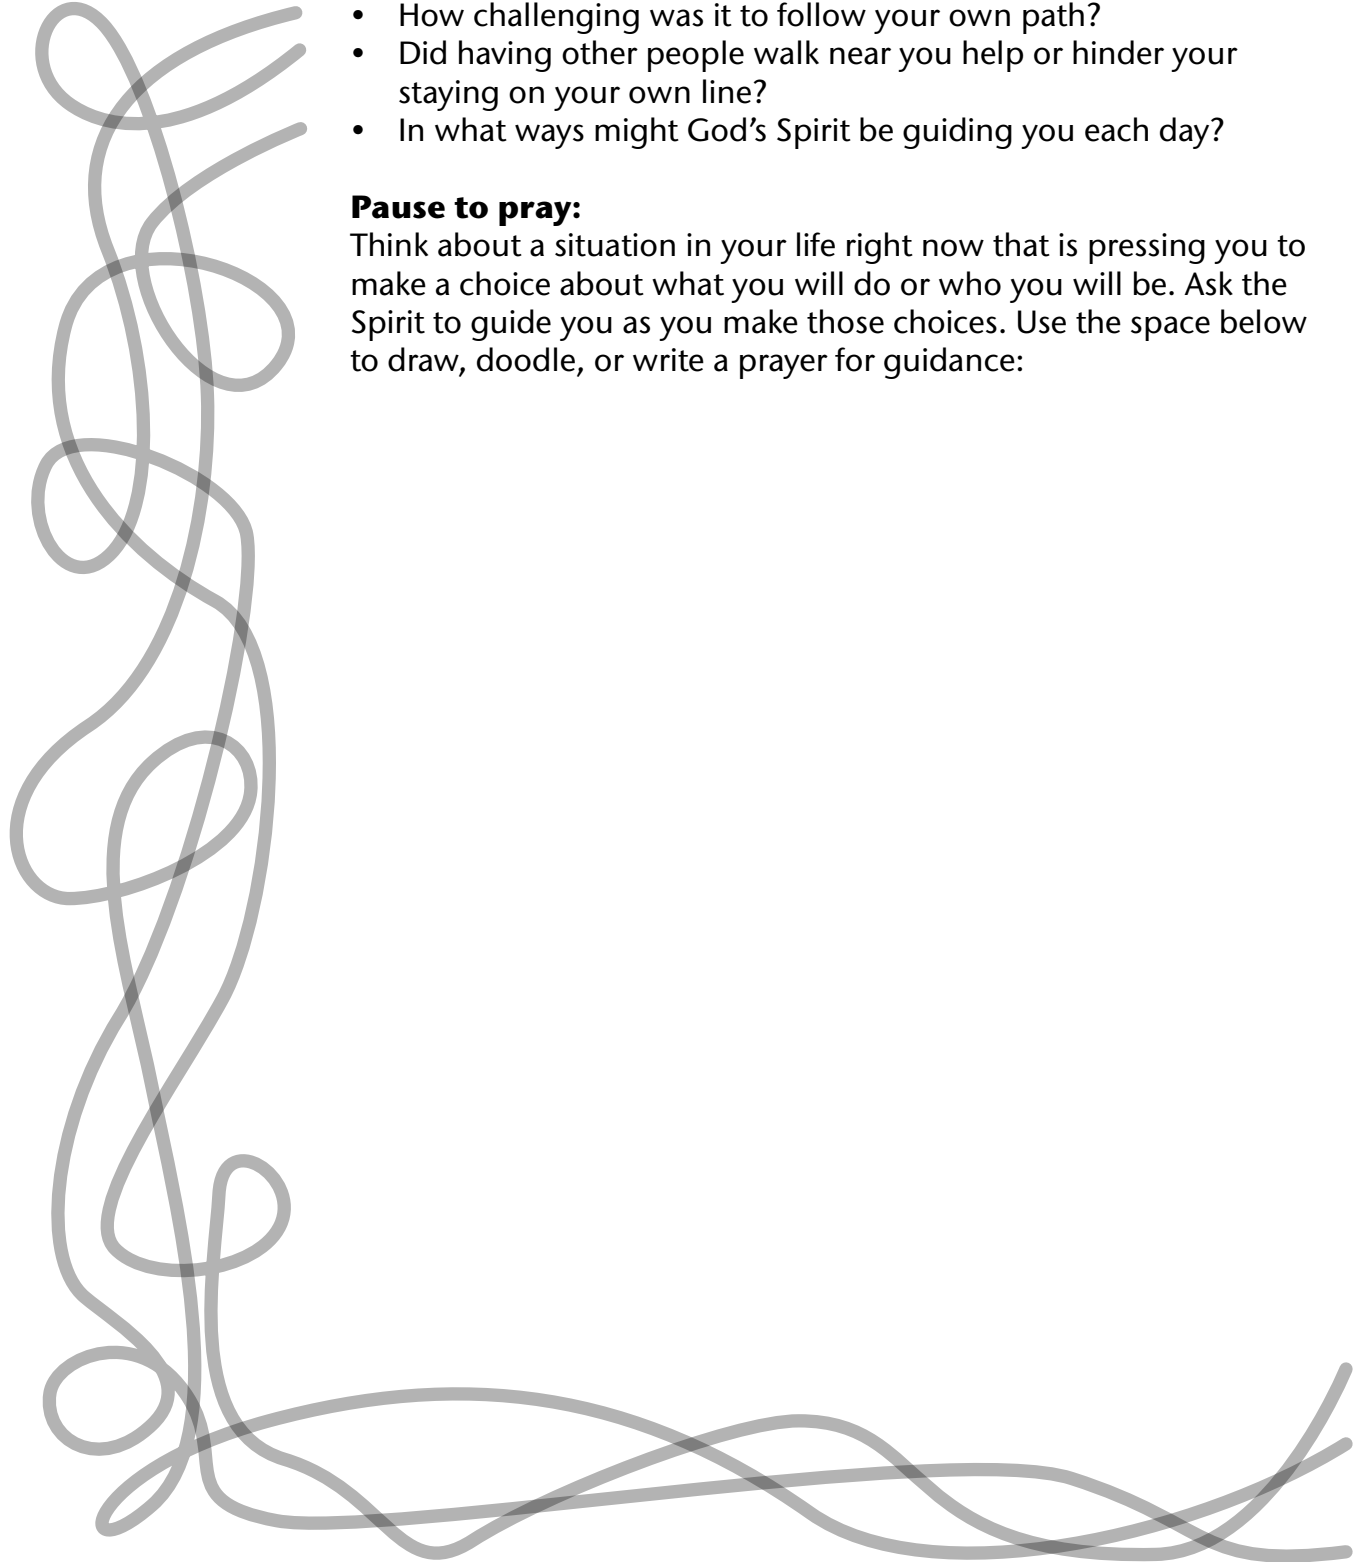 • How challenging was it to follow your own path?
• Did having other people walk near you help or hinder your
staying on your own line?
• In what ways might God’s Spirit be guiding you each day?
Pause to pray:
Think about a situation in your life right now that is pressing you to
make a choice about what you will do or who you will be. Ask the
Spirit to guide you as you make those choices. Use the space below
to draw, doodle, or write a prayer for guidance: